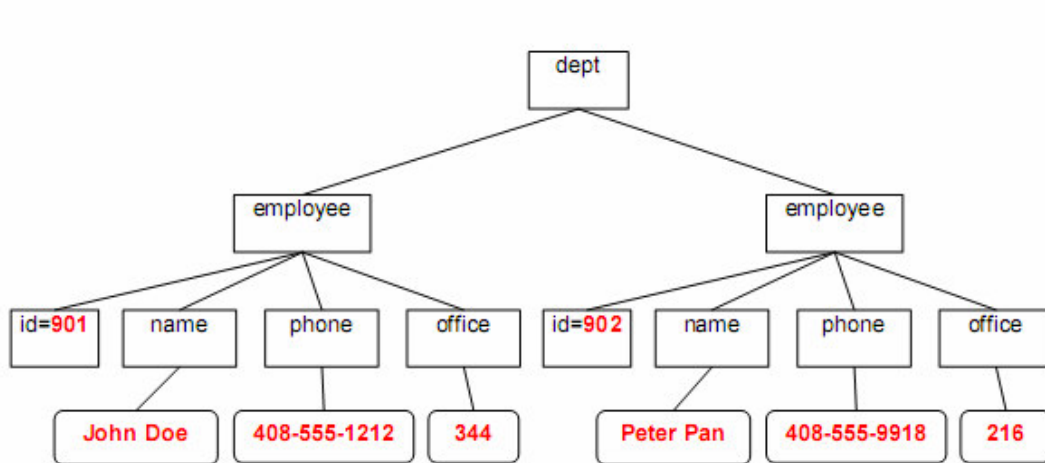 dept
employee employee
id=901 name phone office id=902 name phone office
John Doe 408-555-1212 344 Peter Pan 408-555-9918 216